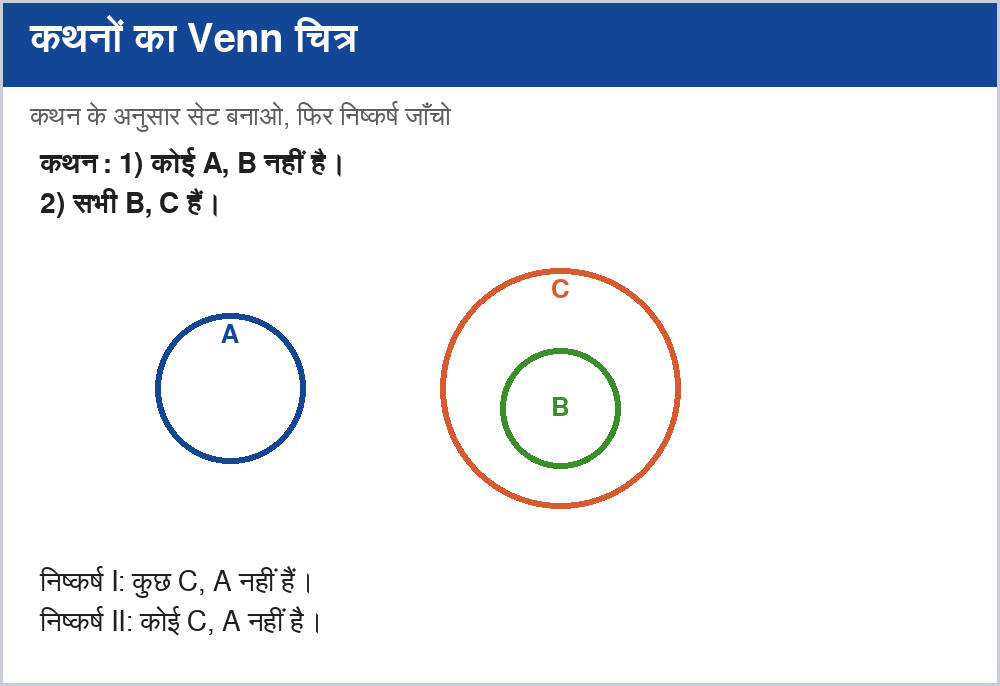 कथनों का Venn चित्र
कथन के अनुसार सेट बनाओ, फिर निष्कर्ष जाँचो
कथन : 1) कोई A, B नहीं है।
2) सभी B, C हैं।
A
C
B
निष्कर्ष I: कुछ C, A नहीं हैं।
निष्कर्ष II: कोई C, A नहीं है।